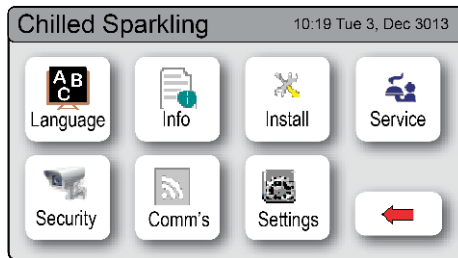 Chilled Sparkling 10:19 Tue 3, Dec 3013
A B
C
Language Info Install Service
Security Comm's Settings